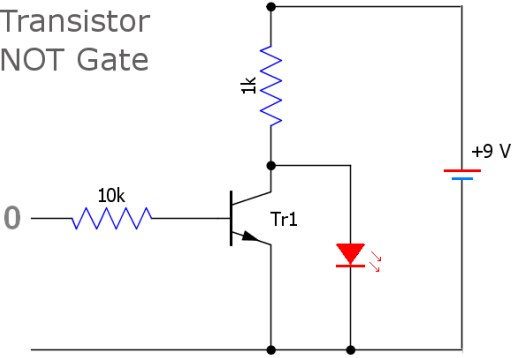 Transistor
NOT Gate
1k
+9 V
10k
0
Tr1